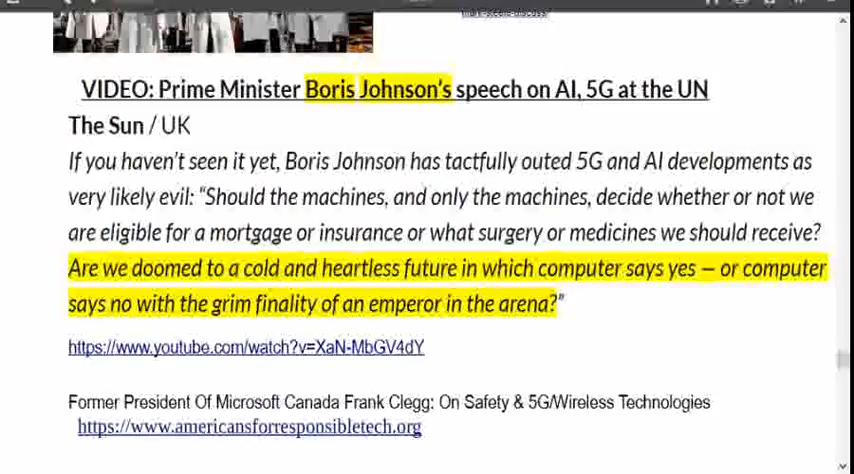 VIDEO: Prime Minister Boris Johnson’s speech on AI, 5G at the UN
The Sun / UK
If you haven’t seen it yet, Boris Johnson has tactfully outed 5G and AI developments as
very likely evil: “Should the machines, and only the machines, decide whether or not we
are eligible for a mortgage or insurance or what surgery or medicines we should receive?
Are we doomed to a cold and heartless future in which computer says yes – or computer
says no with the grim finality of an emperor in the arena?”
https://www.youtube.com/watch?v=XaN-MbGV4dY
Former President Of Microsoft Canada Frank Clegg: On Safety & 5G/Wireless Technologies
https://www.americansforresponsibletech.org